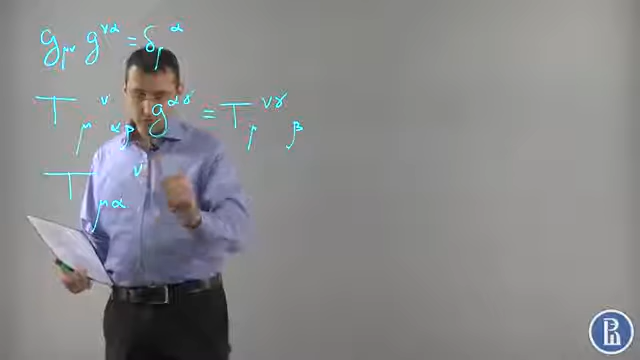 g_{μν} g^{να} = δ_μ^α
T_μ^ν_{αβ} g^{αγ} = T_μ^{νγ}_β
T_{μα}^ν